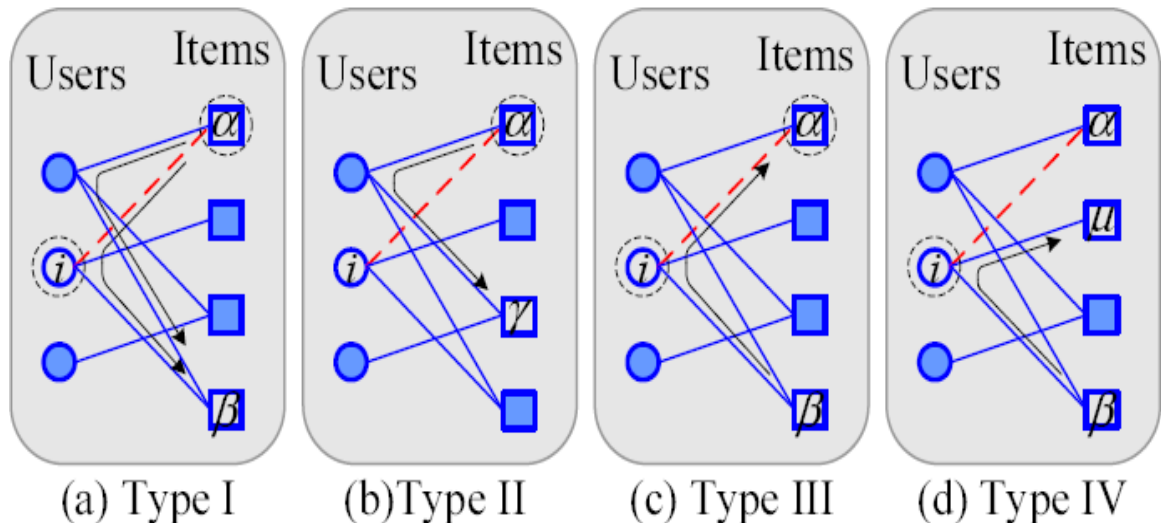 Users Items
α
i
β
(a) Type I
Users Items
α
i
γ
(b)Type II
Users Items
α
i
β
(c) Type III
Users Items
α
μ
i
β
(d) Type IV